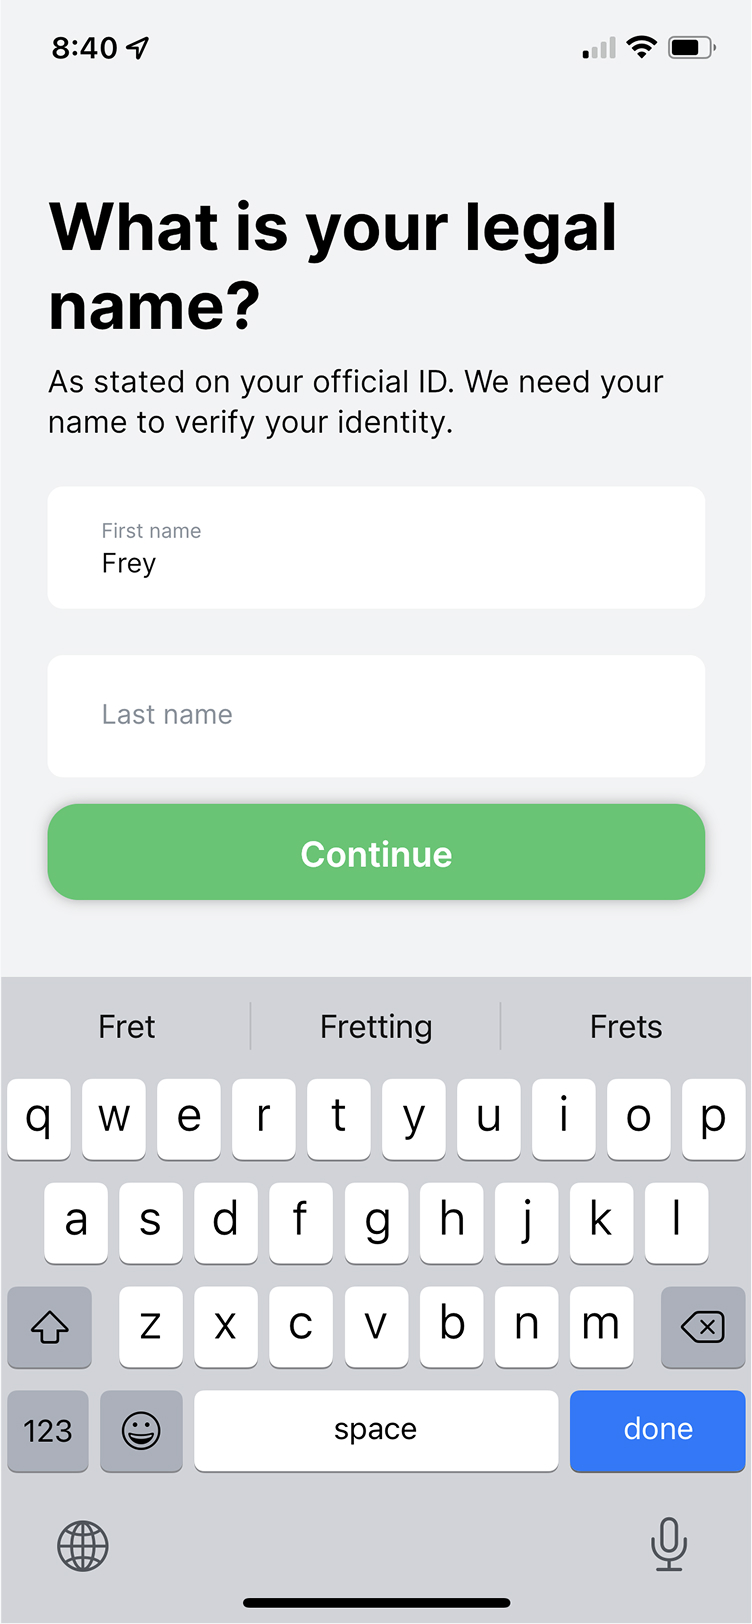 8:40
What is your legal
name?
As stated on your official ID. We need your
name to verify your identity.
First name
Frey
Last name
Continue
Fret Fretting Frets
q w e r t y u i o p
a s d f g h j k l
z x c v b n m
123 space done